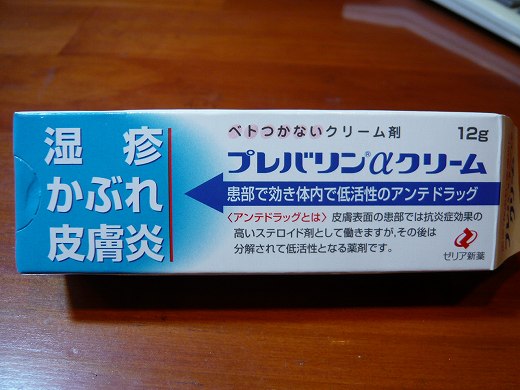 湿疹
かぶれ
皮膚炎
ベトつかないクリーム剤
12g
プレバリン®αクリーム
患部で効き体内で低活性のアンテドラッグ
〈アンテドラッグとは〉皮膚表面の患部では抗炎症効果の
高いステロイド剤として働きますが、その後は
分解されて低活性となる薬剤です。
ゼリア新薬